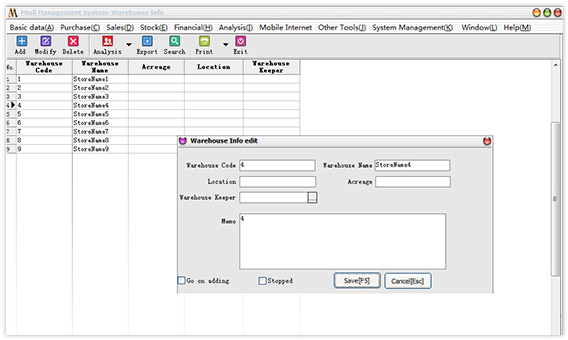 Mlall Management System-Warehouse Info
Basic data(A) Purchase(C) Sales(D) Stock(E) Financial(H) Analysis(I) Mobile Internet Other Tools(J) System Management(K) Window(L) Help(M)
Add Modify Delete Analysis Export Search Print Exit
No. Warehouse Code Warehouse Name Acreage Location Warehouse Keeper
1 1 StoreName1
2 2 StoreName2
3 3 StoreName3
4 4 StoreName4
5 5 StoreName5
6 6 StoreName6
7 7 StoreName7
8 8 StoreName8
9 9 StoreName9
Warehouse Info edit
Warehouse Code 4 Warehouse Name StoreName4
Location Acreage
Warehouse Keeper ...
Memo 4
Go on adding Stopped Save[F5] Cancel[Esc]